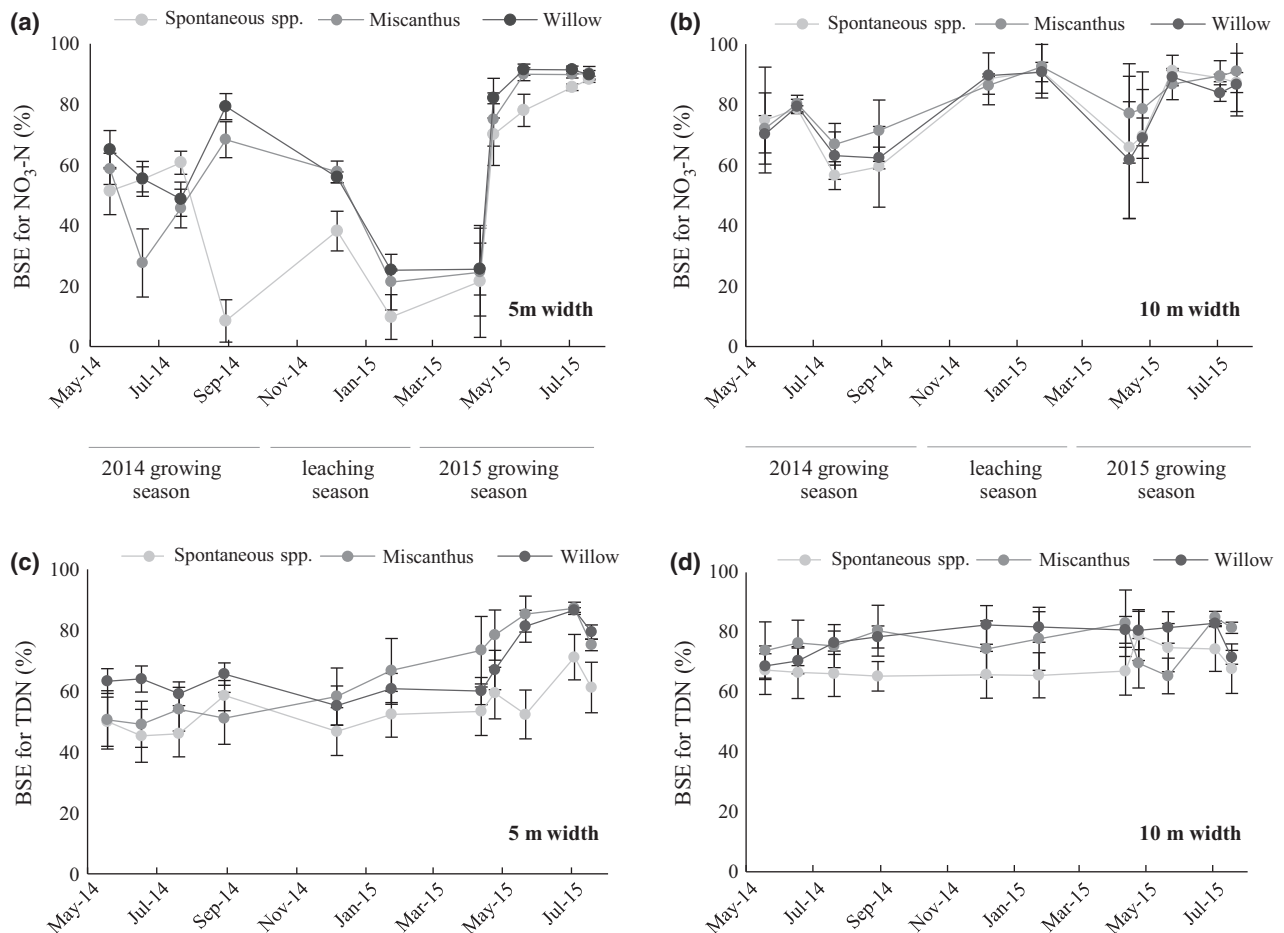 (a) Spontaneous spp. Miscanthus Willow
BSE for NO3-N (%)
100
80
60
40
20
0
5m width
May-14 Jul-14 Sep-14 Nov-14 Jan-15 Mar-15 May-15 Jul-15
2014 growing season
leaching season
2015 growing season
(b) Spontaneous spp. Miscanthus Willow
BSE for NO3-N (%)
100
80
60
40
20
0
10 m width
May-14 Jul-14 Sep-14 Nov-14 Jan-15 Mar-15 May-15 Jul-15
2014 growing season
leaching season
2015 growing season
(c) Spontaneous spp. Miscanthus Willow
BSE for TDN (%)
100
80
60
40
20
0
5 m width
May-14 Jul-14 Sep-14 Nov-14 Jan-15 Mar-15 May-15 Jul-15
(d) Spontaneous spp. Miscanthus Willow
BSE for TDN (%)
100
80
60
40
20
0
10 m width
May-14 Jul-14 Sep-14 Nov-14 Jan-15 Mar-15 May-15 Jul-15